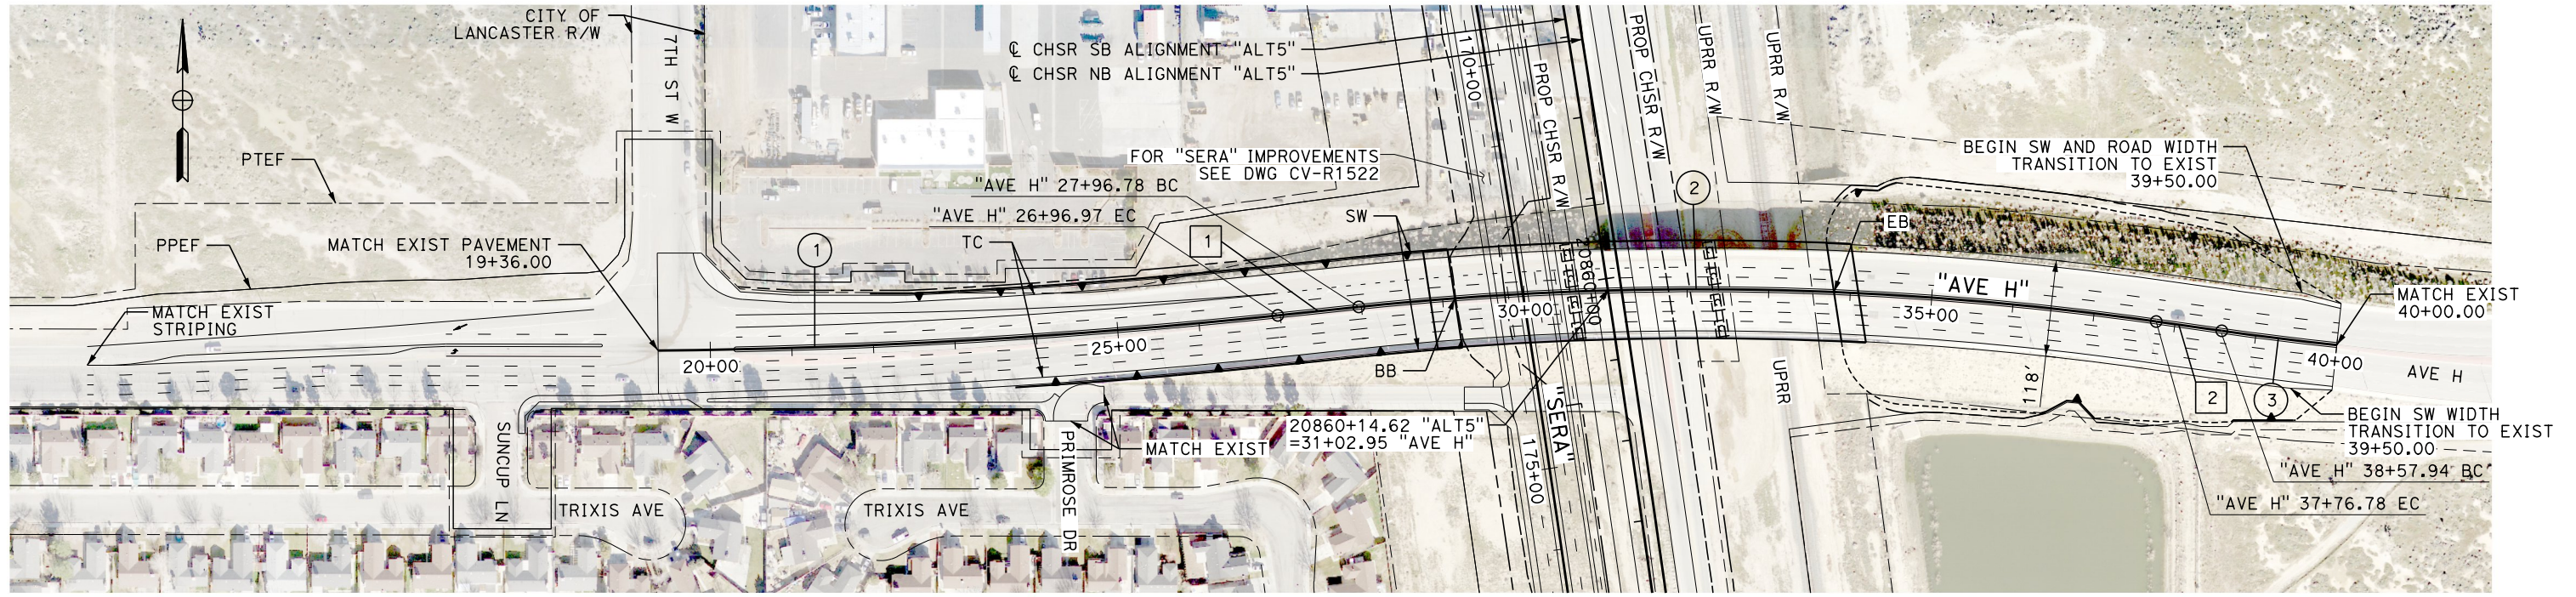 CITY OF
LANCASTER R/W
7TH ST W
℄ CHSR SB ALIGNMENT "ALT5"
℄ CHSR NB ALIGNMENT "ALT5"
170+00
PROP CHSR R/W
PROP CHSR R/W
UPRR R/W
UPRR R/W
PTEF
FOR "SERA" IMPROVEMENTS
SEE DWG CV-R1522
BEGIN SW AND ROAD WIDTH
TRANSITION TO EXIST
39+50.00
"AVE H" 27+96.78 BC
"AVE H" 26+96.97 EC
SW
2
EB
PPEF
MATCH EXIST PAVEMENT
19+36.00
1
TC
1
20860+00
"AVE H"
MATCH EXIST
40+00.00
MATCH EXIST
STRIPING
20+00
25+00
30+00
35+00
40+00
AVE H
BB
UPRR
118'
2
3
"SERA"
BEGIN SW WIDTH
TRANSITION TO EXIST
39+50.00
20860+14.62 "ALT5"
=31+02.95 "AVE H"
MATCH EXIST
SUNCUP LN
PRIMROSE DR
175+00
"AVE H" 38+57.94 BC
"AVE H" 37+76.78 EC
TRIXIS AVE
TRIXIS AVE